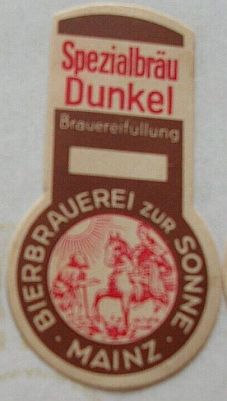 Spezialbräu
Dunkel
Brauereifüllung
· BIERBRAUEREI ZUR SONNE ·
MAINZ